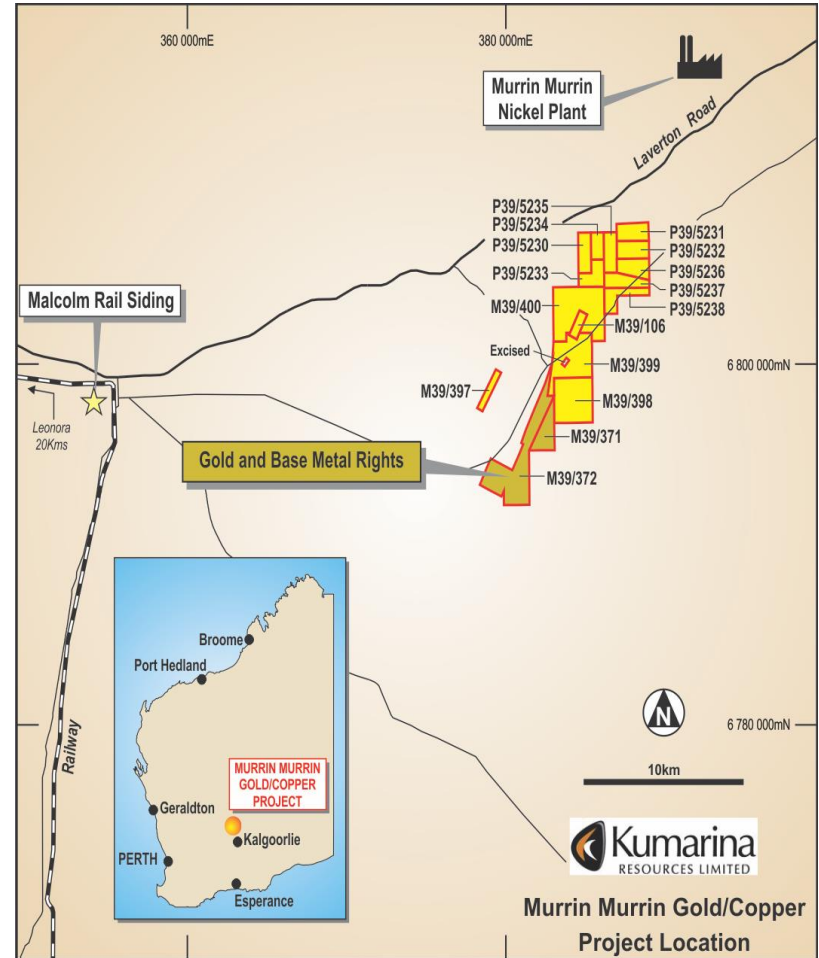 360 000mE
380 000mE
Murrin Murrin
Nickel Plant
Laverton Road
P39/5235
P39/5234
P39/5230
P39/5233
M39/400
P39/5231
P39/5232
P39/5236
P39/5237
P39/5238
M39/106
Excised
M39/399
6 800 000mN
M39/397
M39/398
M39/371
M39/372
Malcolm Rail Siding
Leonora
20Kms
Gold and Base Metal Rights
Railway
Broome
Port Hedland
MURRIN MURRIN
GOLD/COPPER
PROJECT
Geraldton
Kalgoorlie
PERTH
Esperance
N
6 780 000mN
10km
Kumarina
RESOURCES LIMITED
Murrin Murrin Gold/Copper
Project Location